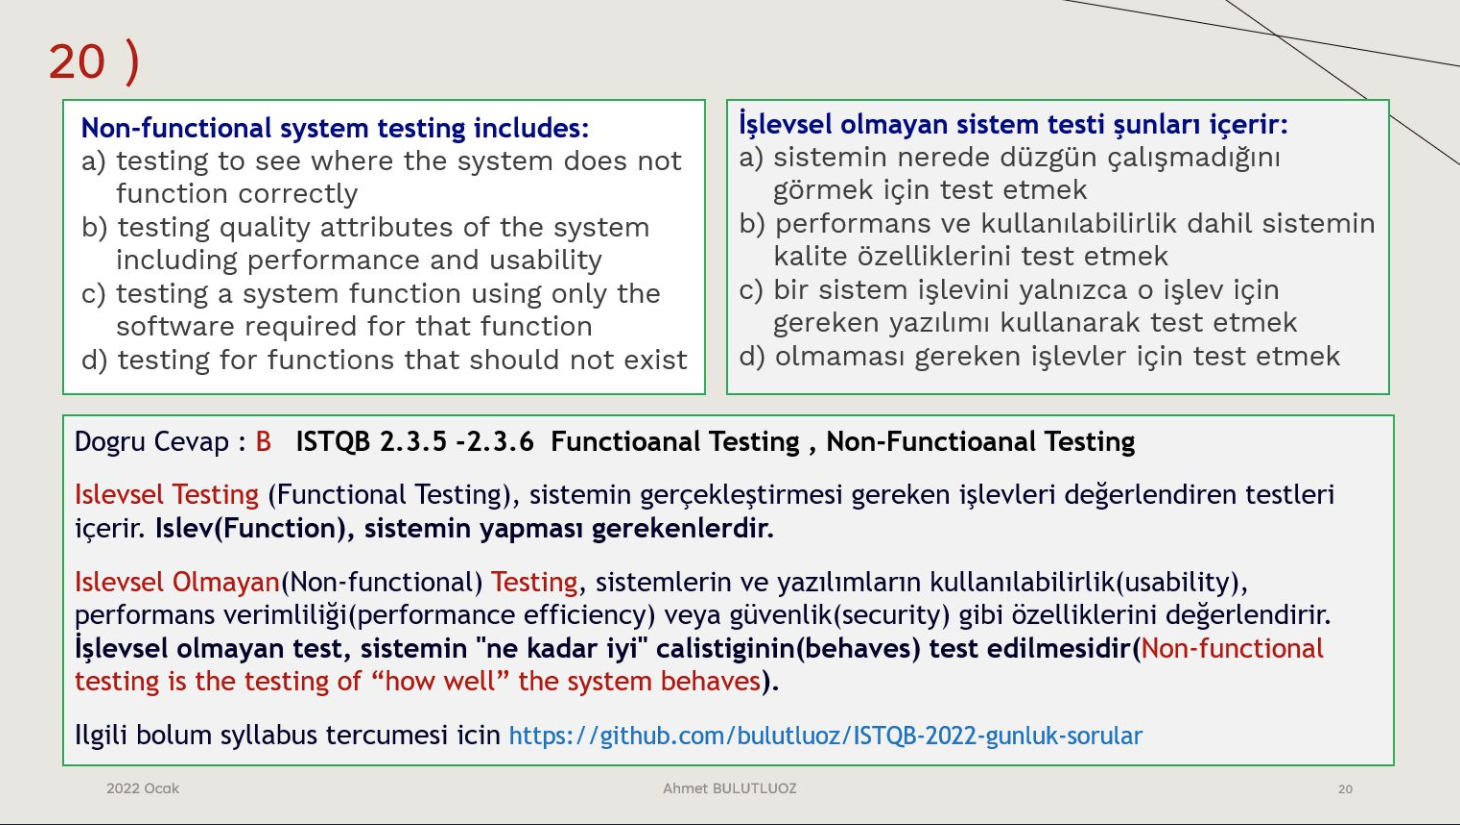 20 )
Non-functional system testing includes:
a) testing to see where the system does not
function correctly
b) testing quality attributes of the system
including performance and usability
c) testing a system function using only the
software required for that function
d) testing for functions that should not exist
İşlevsel olmayan sistem testi şunları içerir:
a) sistemin nerede düzgün çalışmadığını
görmek için test etmek
b) performans ve kullanılabilirlik dahil sistemin
kalite özelliklerini test etmek
c) bir sistem işlevini yalnızca o işlev için
gereken yazılımı kullanarak test etmek
d) olmaması gereken işlevler için test etmek
Dogru Cevap : B ISTQB 2.3.5 -2.3.6 Functioanal Testing , Non-Functioanal Testing
Islevsel Testing (Functional Testing), sistemin gerçekleştirmesi gereken işlevleri değerlendiren testleri
içerir. Islev(Function), sistemin yapması gerekenlerdir.
Islevsel Olmayan(Non-functional) Testing, sistemlerin ve yazılımların kullanılabilirlik(usability),
performans verimliliği(performance efficiency) veya güvenlik(security) gibi özelliklerini değerlendirir.
İşlevsel olmayan test, sistemin "ne kadar iyi" calistiginin(behaves) test edilmesidir(Non-functional
testing is the testing of “how well” the system behaves).
Ilgili bolum syllabus tercumesi icin https://github.com/bulutluoz/ISTQB-2022-gunluk-sorular
2022 Ocak
Ahmet BULUTLUOZ
20